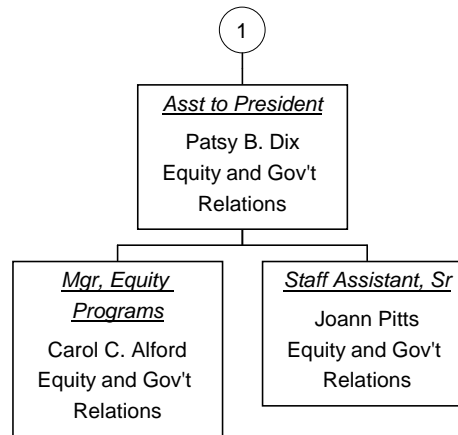 1
Asst to President
Patsy B. Dix
Equity and Gov't
Relations
Mgr, Equity
Programs
Carol C. Alford
Equity and Gov't
Relations
Staff Assistant, Sr
Joann Pitts
Equity and Gov't
Relations